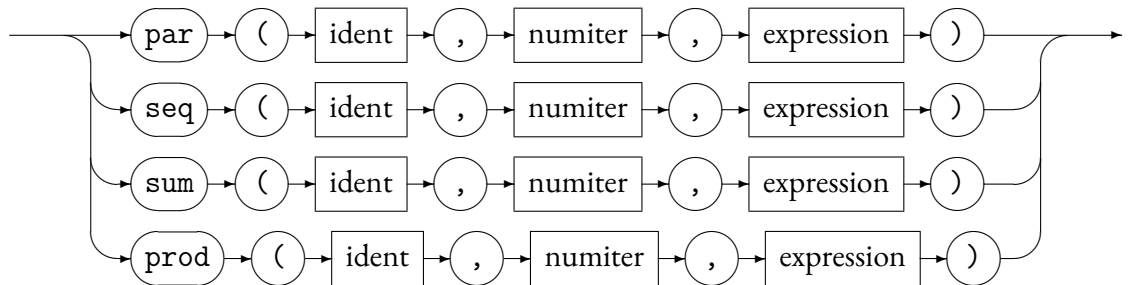 par ( ident , numiter , expression )
seq ( ident , numiter , expression )
sum ( ident , numiter , expression )
prod ( ident , numiter , expression )